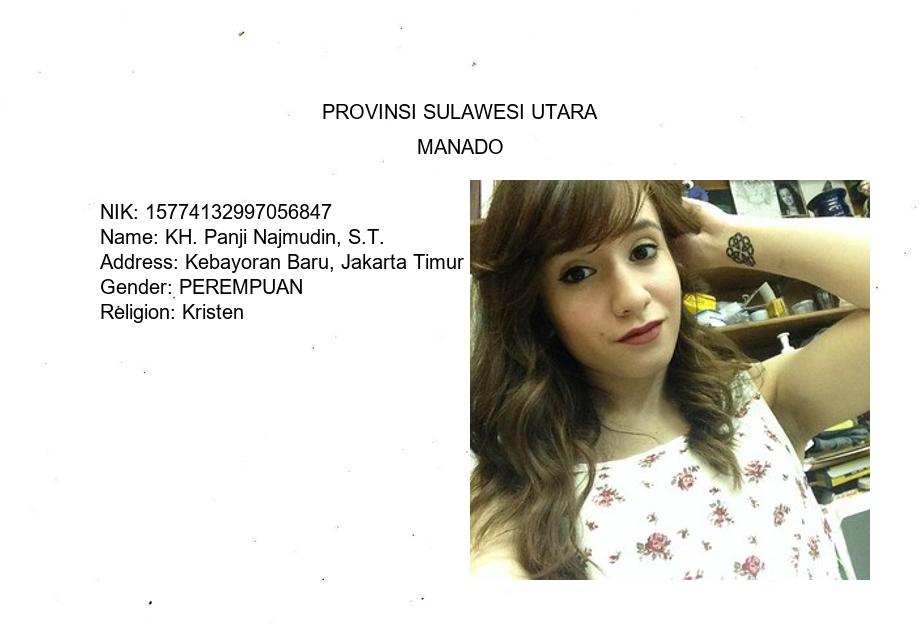 PROVINSI SULAWESI UTARA
MANADO
NIK: 15774132997056847
Name: KH. Panji Najmudin, S.T.
Address: Kebayoran Baru, Jakarta Timur
Gender: PEREMPUAN
Religion: Kristen